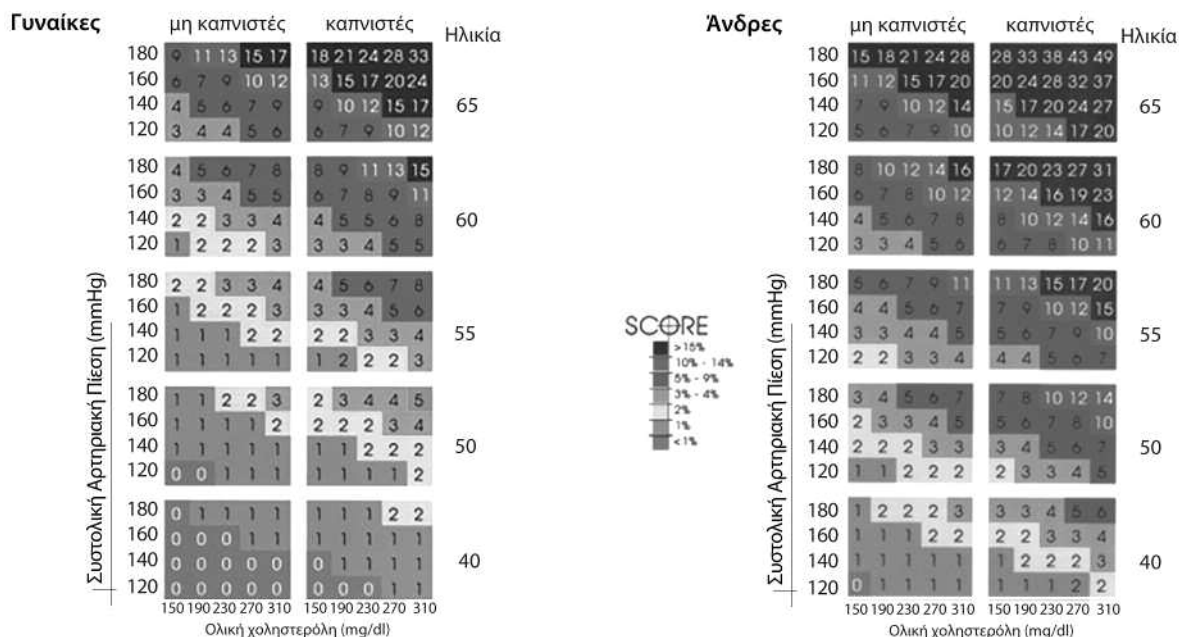 Γυναίκες
μη καπνιστές καπνιστές Ηλικία
180 9 11 13 15 17 18 21 24 28 33
160 6 7 9 10 12 13 15 17 20 24
140 4 5 6 7 9 9 10 12 15 17 65
120 3 4 4 5 6 6 7 9 10 12
180 4 5 6 7 8 8 9 11 13 15
160 3 3 4 5 5 5 6 7 9 11
140 2 2 3 3 4 4 5 5 6 8 60
120 1 2 2 2 3 3 3 4 5 5
180 2 2 3 3 4 4 5 6 7 8
160 1 2 2 2 3 3 3 4 5 6
140 1 1 1 2 2 2 2 3 3 4 55
120 1 1 1 1 1 1 2 2 2 3
180 1 1 2 2 3 2 3 4 4 5
160 1 1 1 1 2 2 2 2 3 4
140 1 1 1 1 1 1 1 2 2 2 50
120 0 0 1 1 1 1 1 1 1 2
180 0 1 1 1 1 1 1 1 2 2
160 0 0 0 1 1 1 1 1 1 1
140 0 0 0 0 0 0 1 1 1 1 40
120 0 0 0 0 0 0 0 0 1 1
150 190 230 270 310 150 190 230 270 310
Ολική χοληστερόλη (mg/dl)
Συστολική Αρτηριακή Πίεση (mmHg)
SCORE
>15%
10% - 14%
5% - 9%
3% - 4%
2%
1%
<1%
Άνδρες
μη καπνιστές καπνιστές Ηλικία
180 15 18 21 24 28 28 33 38 43 49
160 11 12 15 17 20 20 24 28 32 37
140 7 9 10 12 14 15 17 20 24 27 65
120 5 6 7 9 10 10 12 14 17 20
180 8 10 12 14 16 17 20 23 27 31
160 6 7 8 10 12 12 14 16 19 23
140 4 5 6 7 8 8 10 12 14 16 60
120 3 3 4 5 6 6 7 8 10 11
180 5 6 7 9 11 11 13 15 17 20
160 4 4 5 6 7 7 9 10 12 15
140 3 3 4 4 5 5 6 7 9 10 55
120 2 2 3 3 4 4 4 5 6 7
180 3 4 5 6 7 7 8 10 12 14
160 2 3 3 4 5 5 6 7 8 10
140 2 2 2 3 3 3 4 5 6 7 50
120 1 1 2 2 2 2 3 3 4 5
180 1 2 2 2 3 3 3 4 5 6
160 1 1 1 2 2 2 2 3 3 4
140 1 1 1 1 1 1 2 2 2 3 40
120 0 1 1 1 1 1 1 1 2 2
150 190 230 270 310 150 190 230 270 310
Ολική χοληστερόλη (mg/dl)
Συστολική Αρτηριακή Πίεση (mmHg)